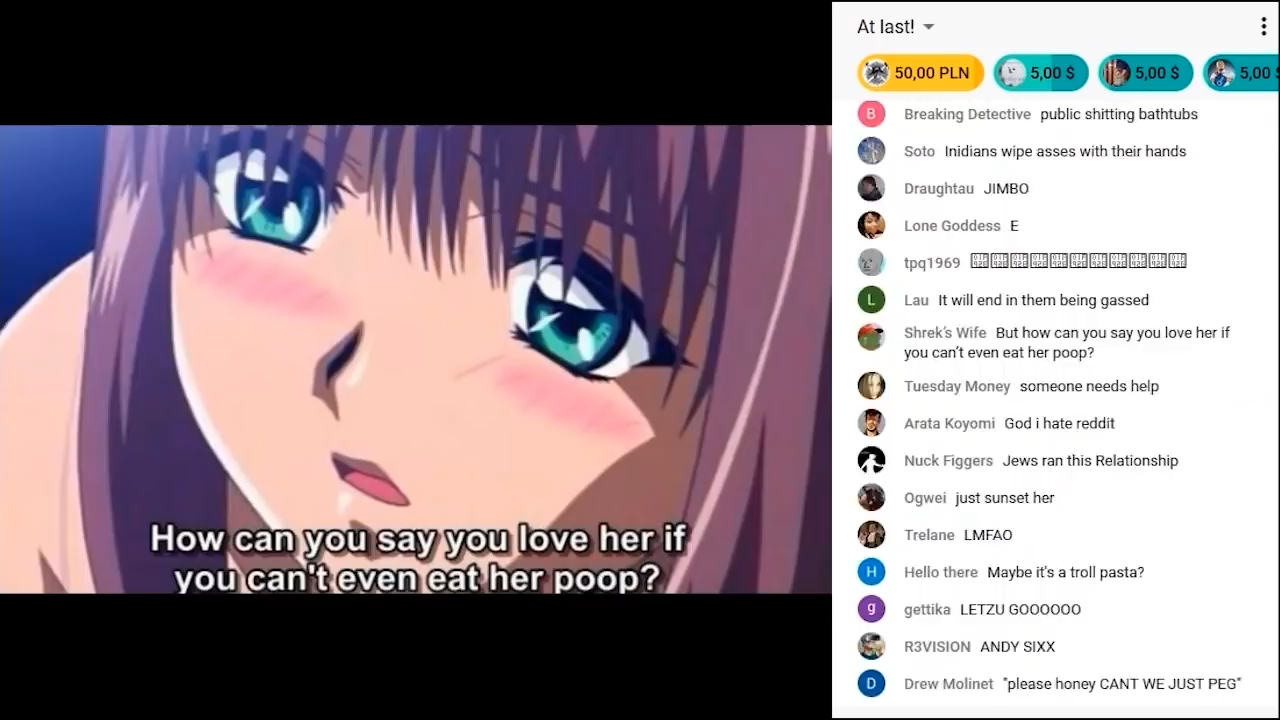 How can you say you love her if
you can't even eat her poop?
At last!
50,00 PLN
5,00 $
5,00 $
5,00 $
B
Breaking Detective public shitting bathtubs
Soto Inidians wipe asses with their hands
Draughtau JIMBO
Lone Goddess E
tpq1969
L
Lau It will end in them being gassed
Shrek's Wife But how can you say you love her if
you can't even eat her poop?
Tuesday Money someone needs help
Arata Koyomi God i hate reddit
Nuck Figgers Jews ran this Relationship
Ogwei just sunset her
Trelane LMFAO
H
Hello there Maybe it's a troll pasta?
g
gettika LETZU GOOOOOO
R3VISION ANDY SIXX
D
Drew Molinet "please honey CANT WE JUST PEG"